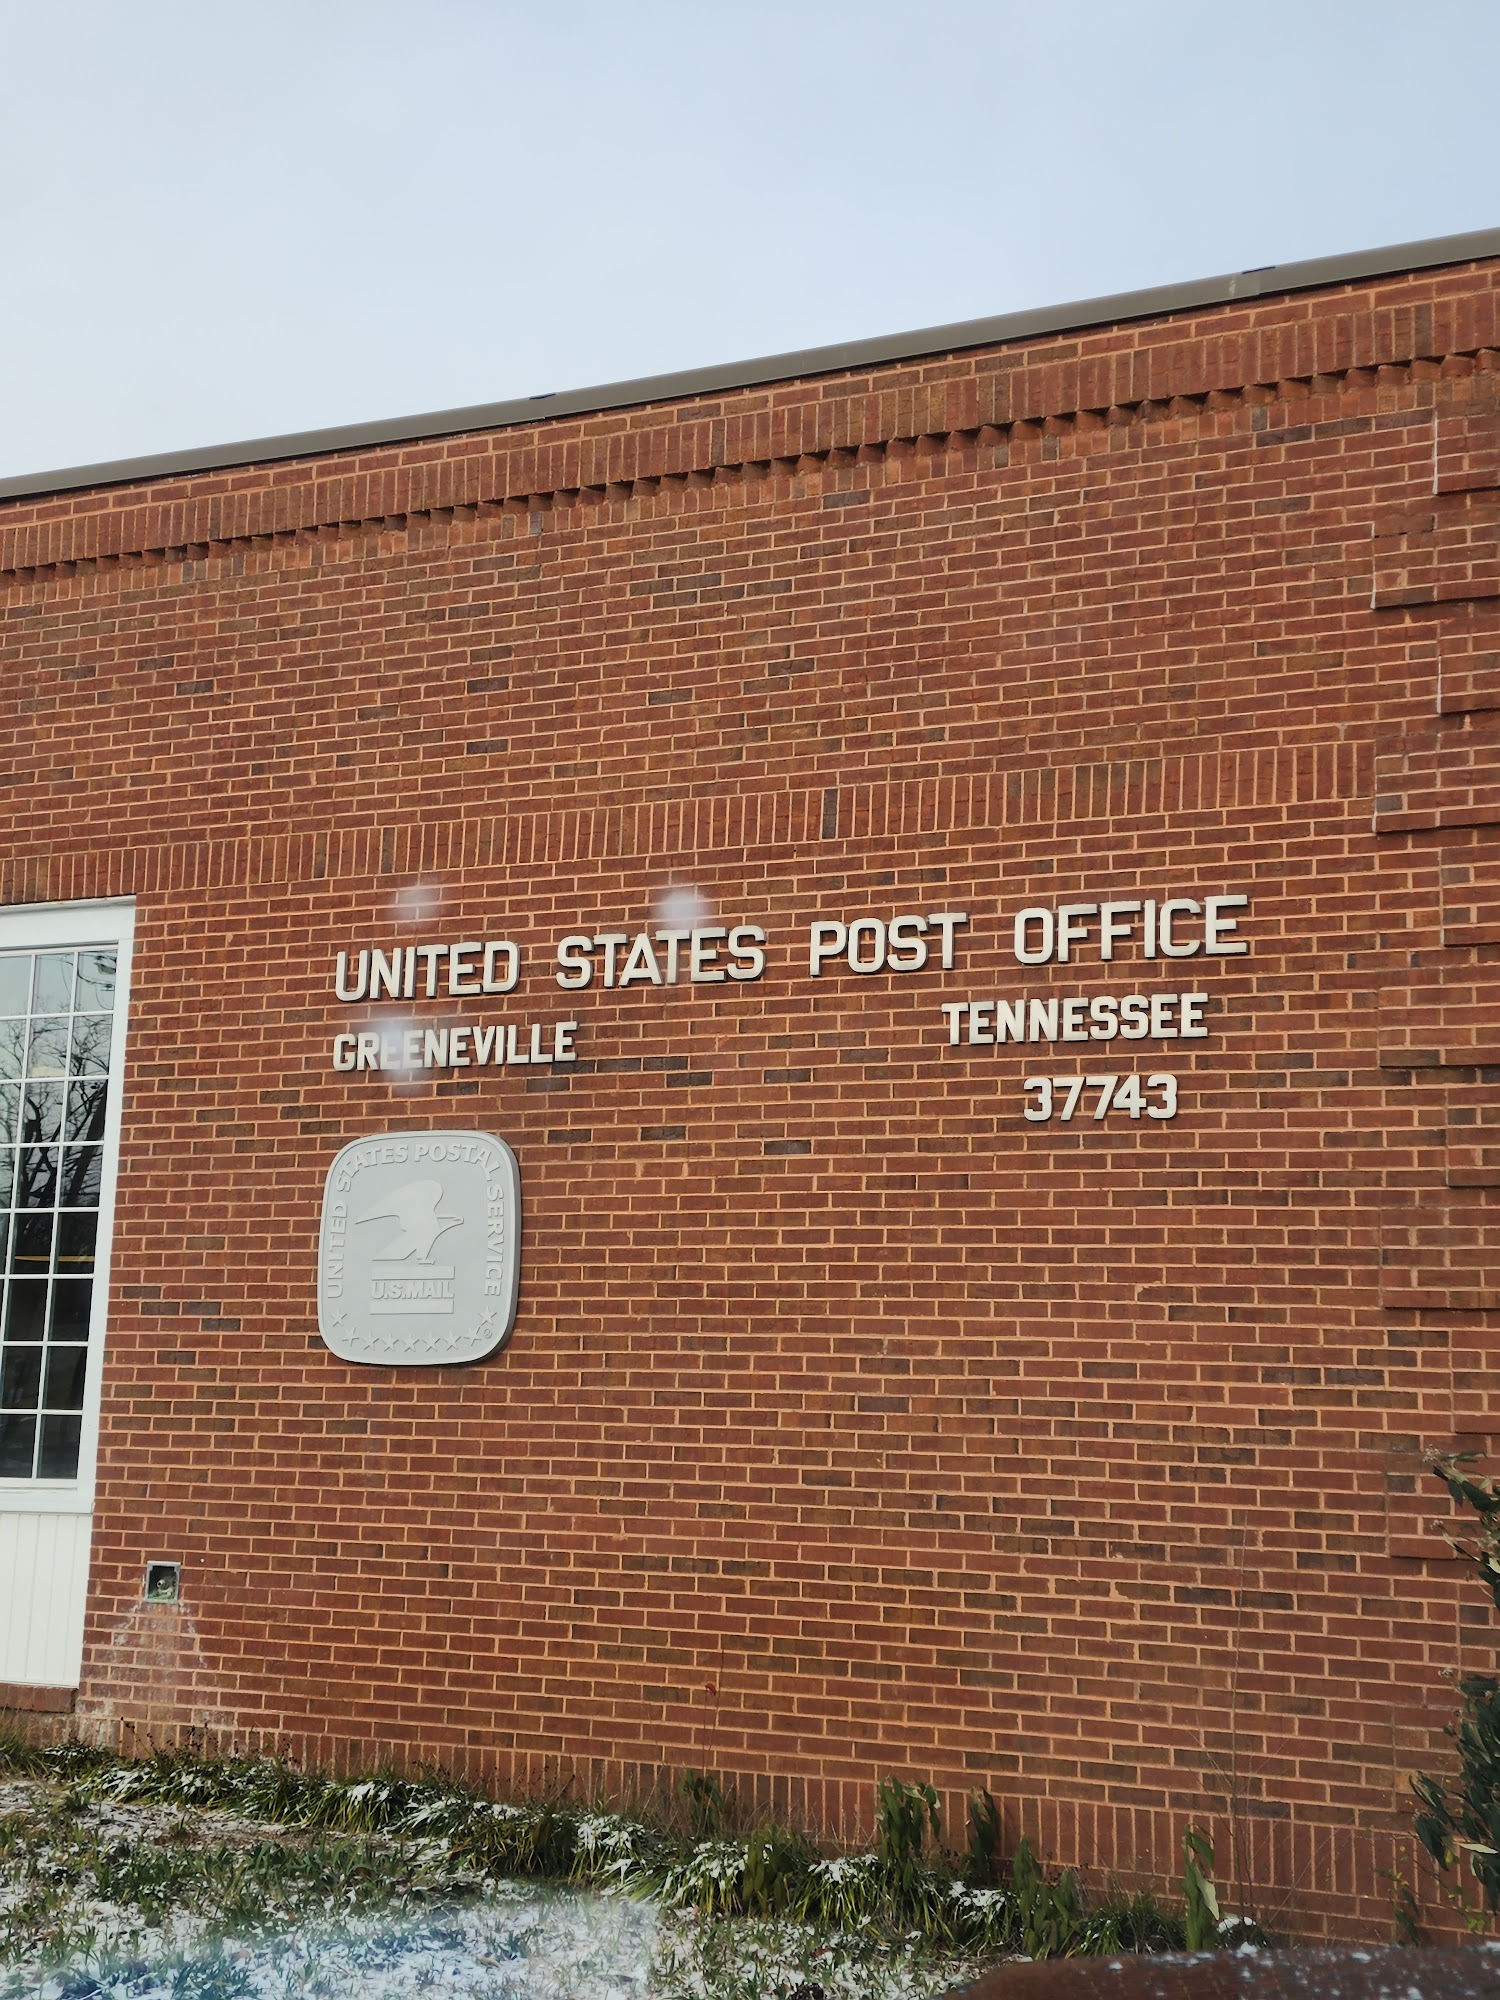 UNITED STATES POST OFFICE
GREENEVILLE TENNESSEE
37743
UNITED STATES POSTAL SERVICE
U.S.MAIL
®